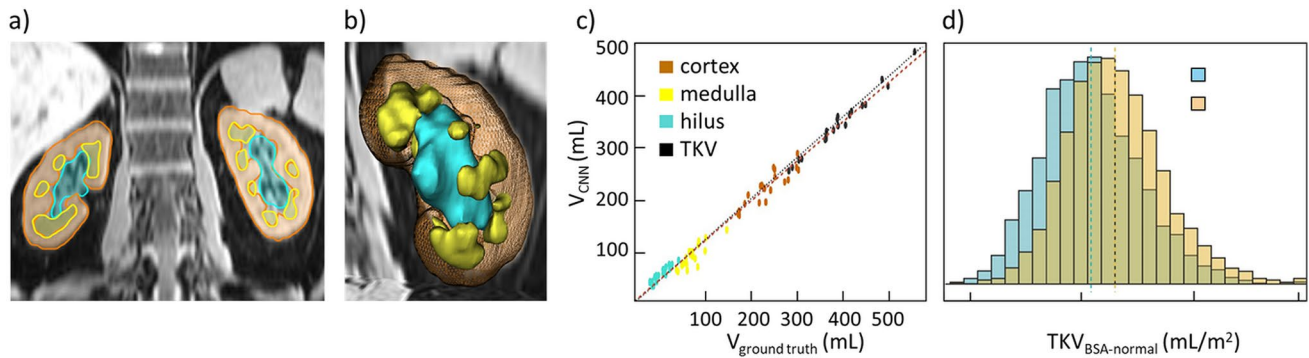 a)
b)
c)
d)
500
400
300
200
100
V_CNN (mL)
cortex
medulla
hilus
TKV
100 200 300 400 500
V_ground truth (mL)
TKV_BSA-normal (mL/m²)